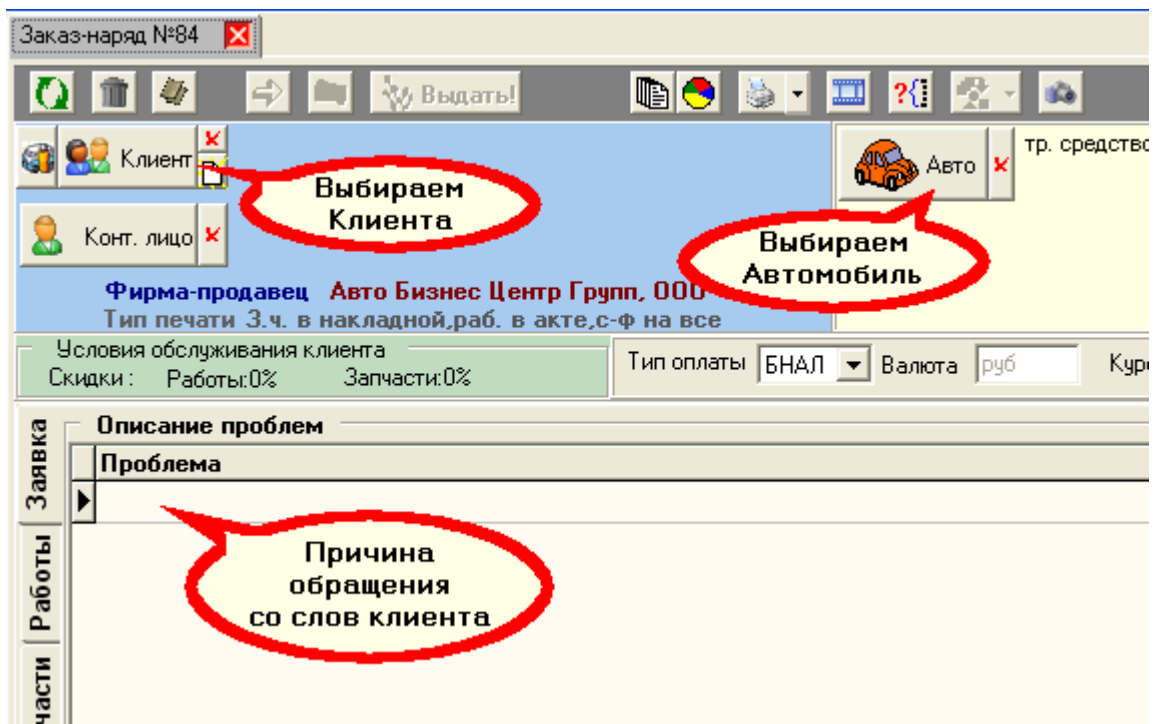 Заказ-наряд №84
Выдать!
?{
Клиент
Авто
тр. средство
Выбираем
Клиента
Конт. лицо
Выбираем
Автомобиль
Фирма-продавец Авто Бизнес Центр Групп, ООО
Тип печати З.ч. в накладной,раб. в акте,с-ф на все
Условия обслуживания клиента
Скидки : Работы:0% Запчасти:0%
Тип оплаты БНАЛ Валюта руб Кур
Заявка
Описание проблем
Проблема
Работы
Причина
обращения
со слов клиента
части